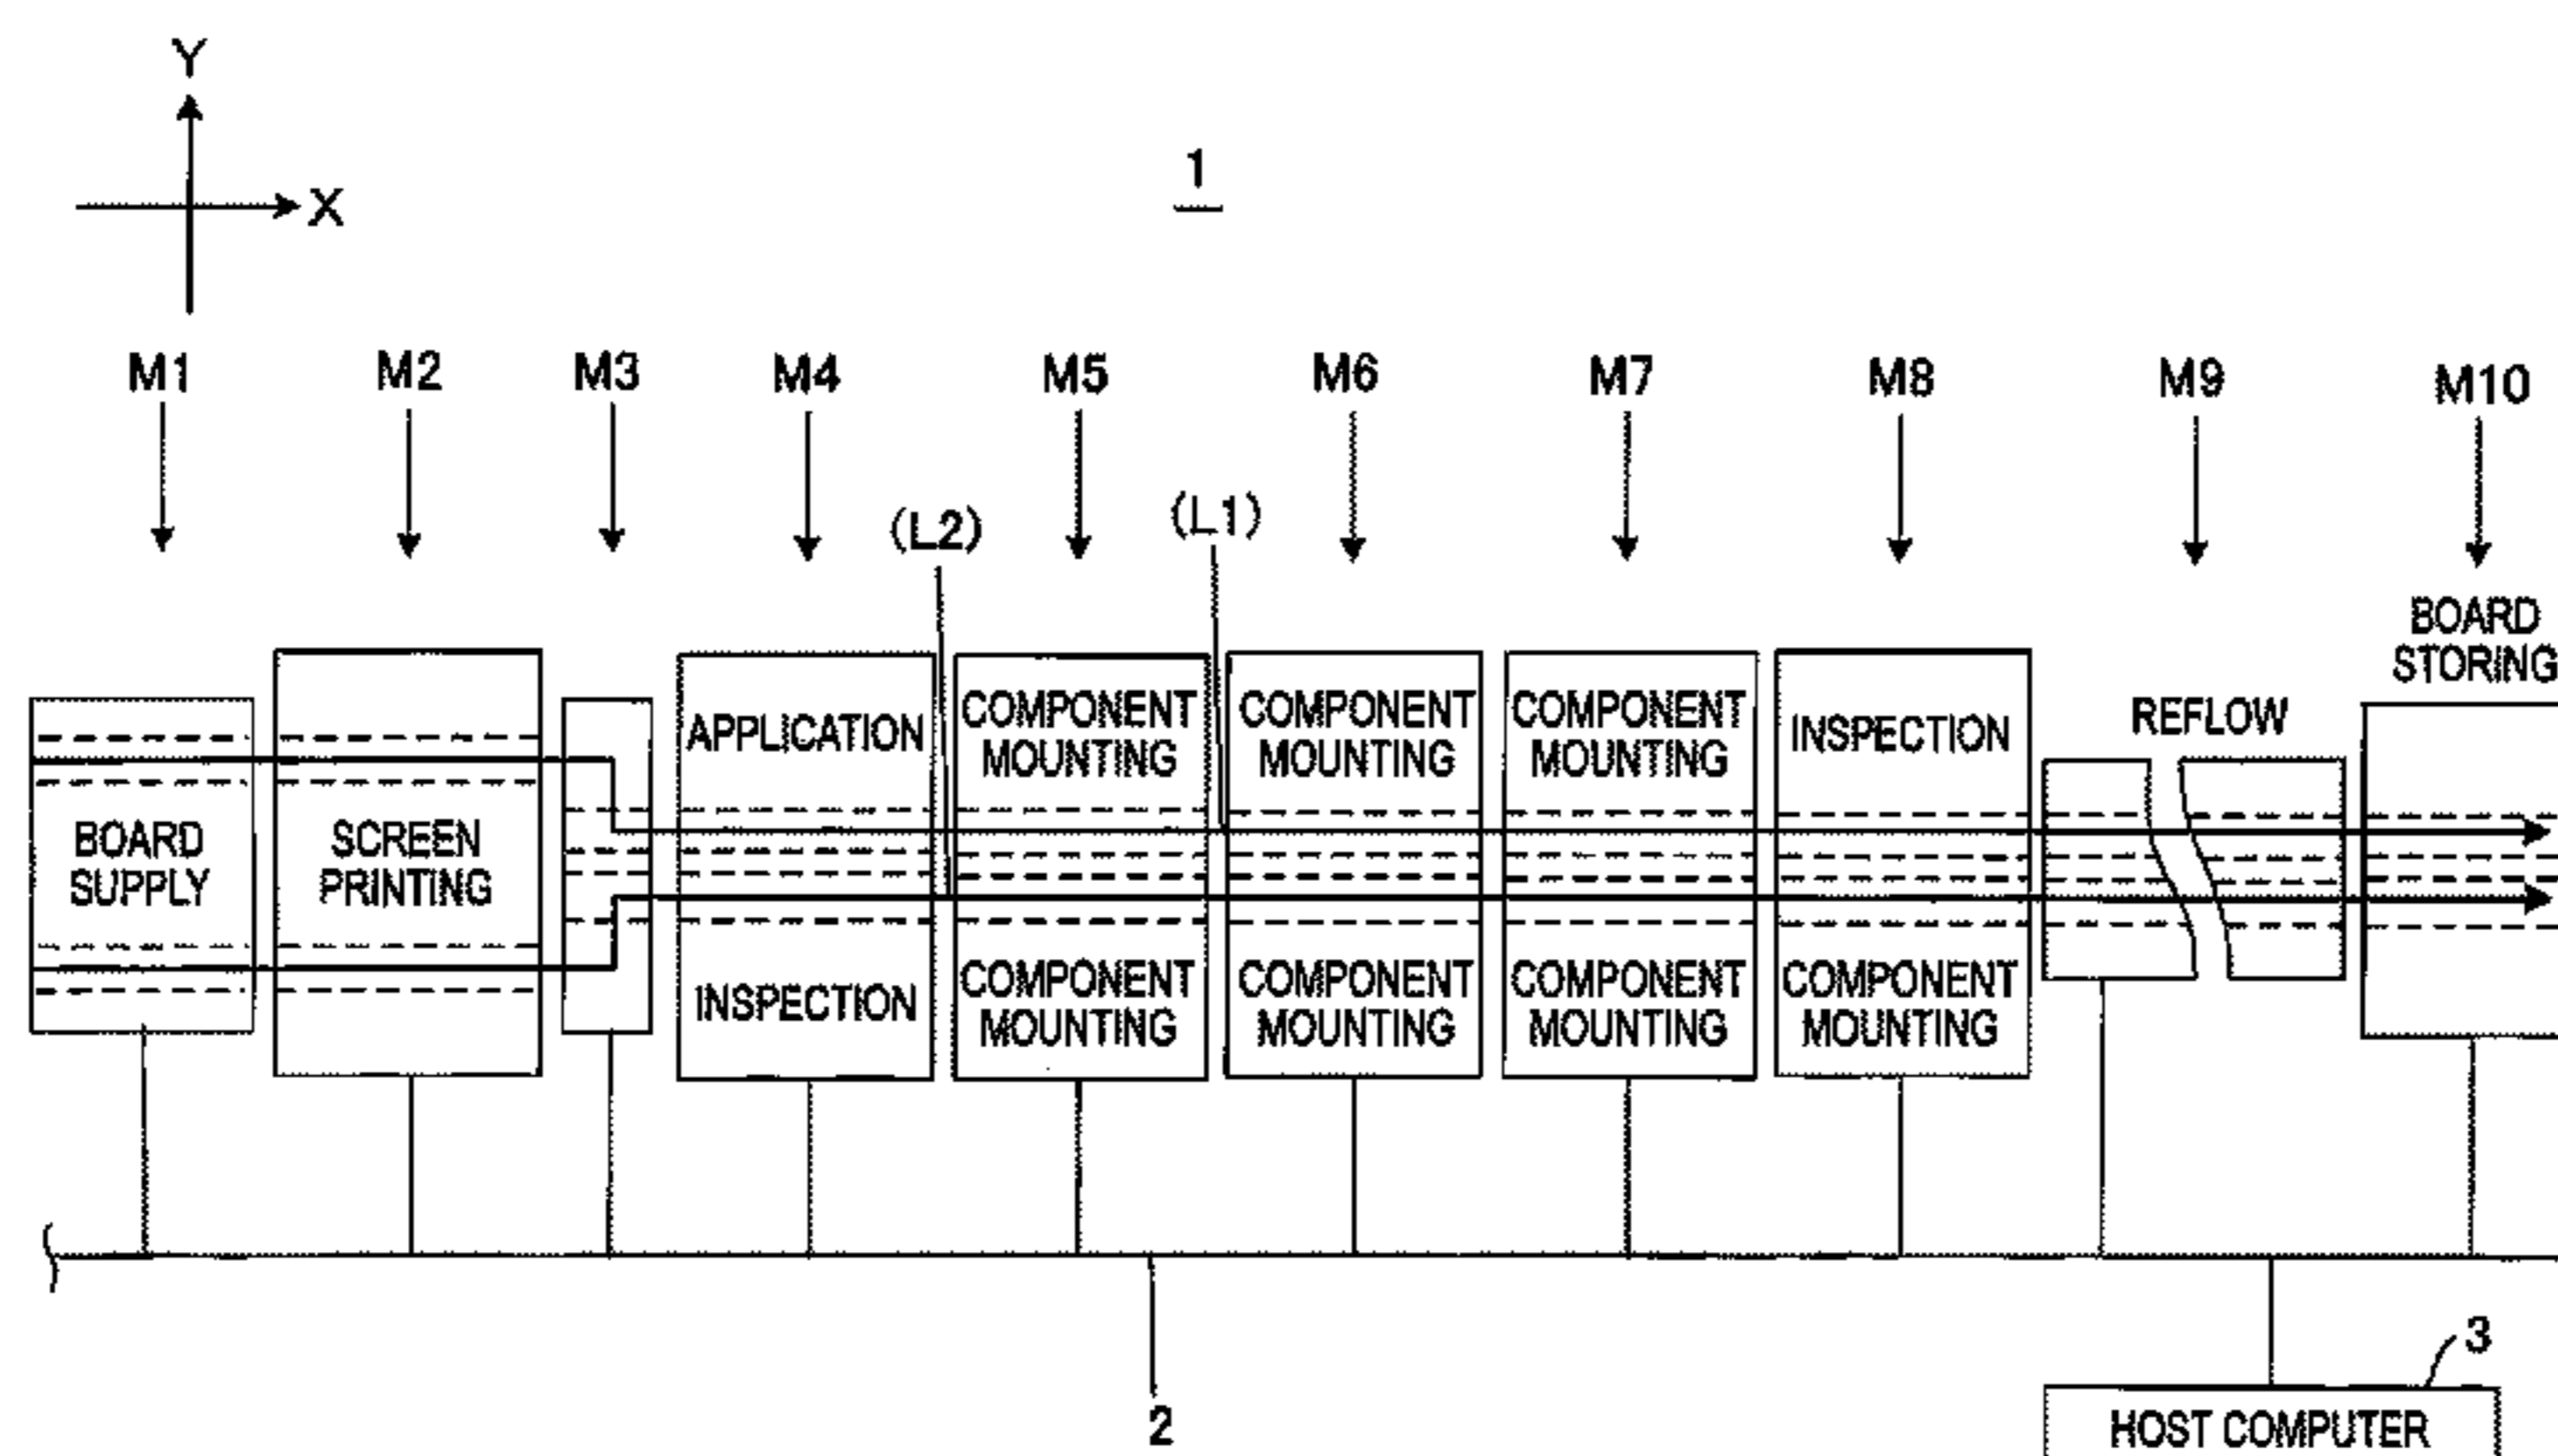 Y
X
1
M1
M2
M3
M4
M5
M6
M7
M8
M9
M10
(L2)
(L1)
BOARD
STORING
REFLOW
APPLICATION
COMPONENT
MOUNTING
COMPONENT
MOUNTING
COMPONENT
MOUNTING
INSPECTION
BOARD
SUPPLY
SCREEN
PRINTING
INSPECTION
COMPONENT
MOUNTING
COMPONENT
MOUNTING
COMPONENT
MOUNTING
COMPONENT
MOUNTING
2
3
HOST COMPUTER